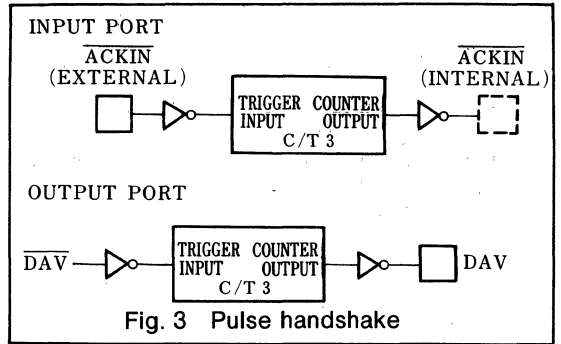 INPUT PORT
ACKIN
(EXTERNAL)
ACKIN
(INTERNAL)
TRIGGER COUNTER
INPUT OUTPUT
C/T 3
OUTPUT PORT
DAV
TRIGGER COUNTER
INPUT OUTPUT
C/T 3
DAV
Fig. 3 Pulse handshake